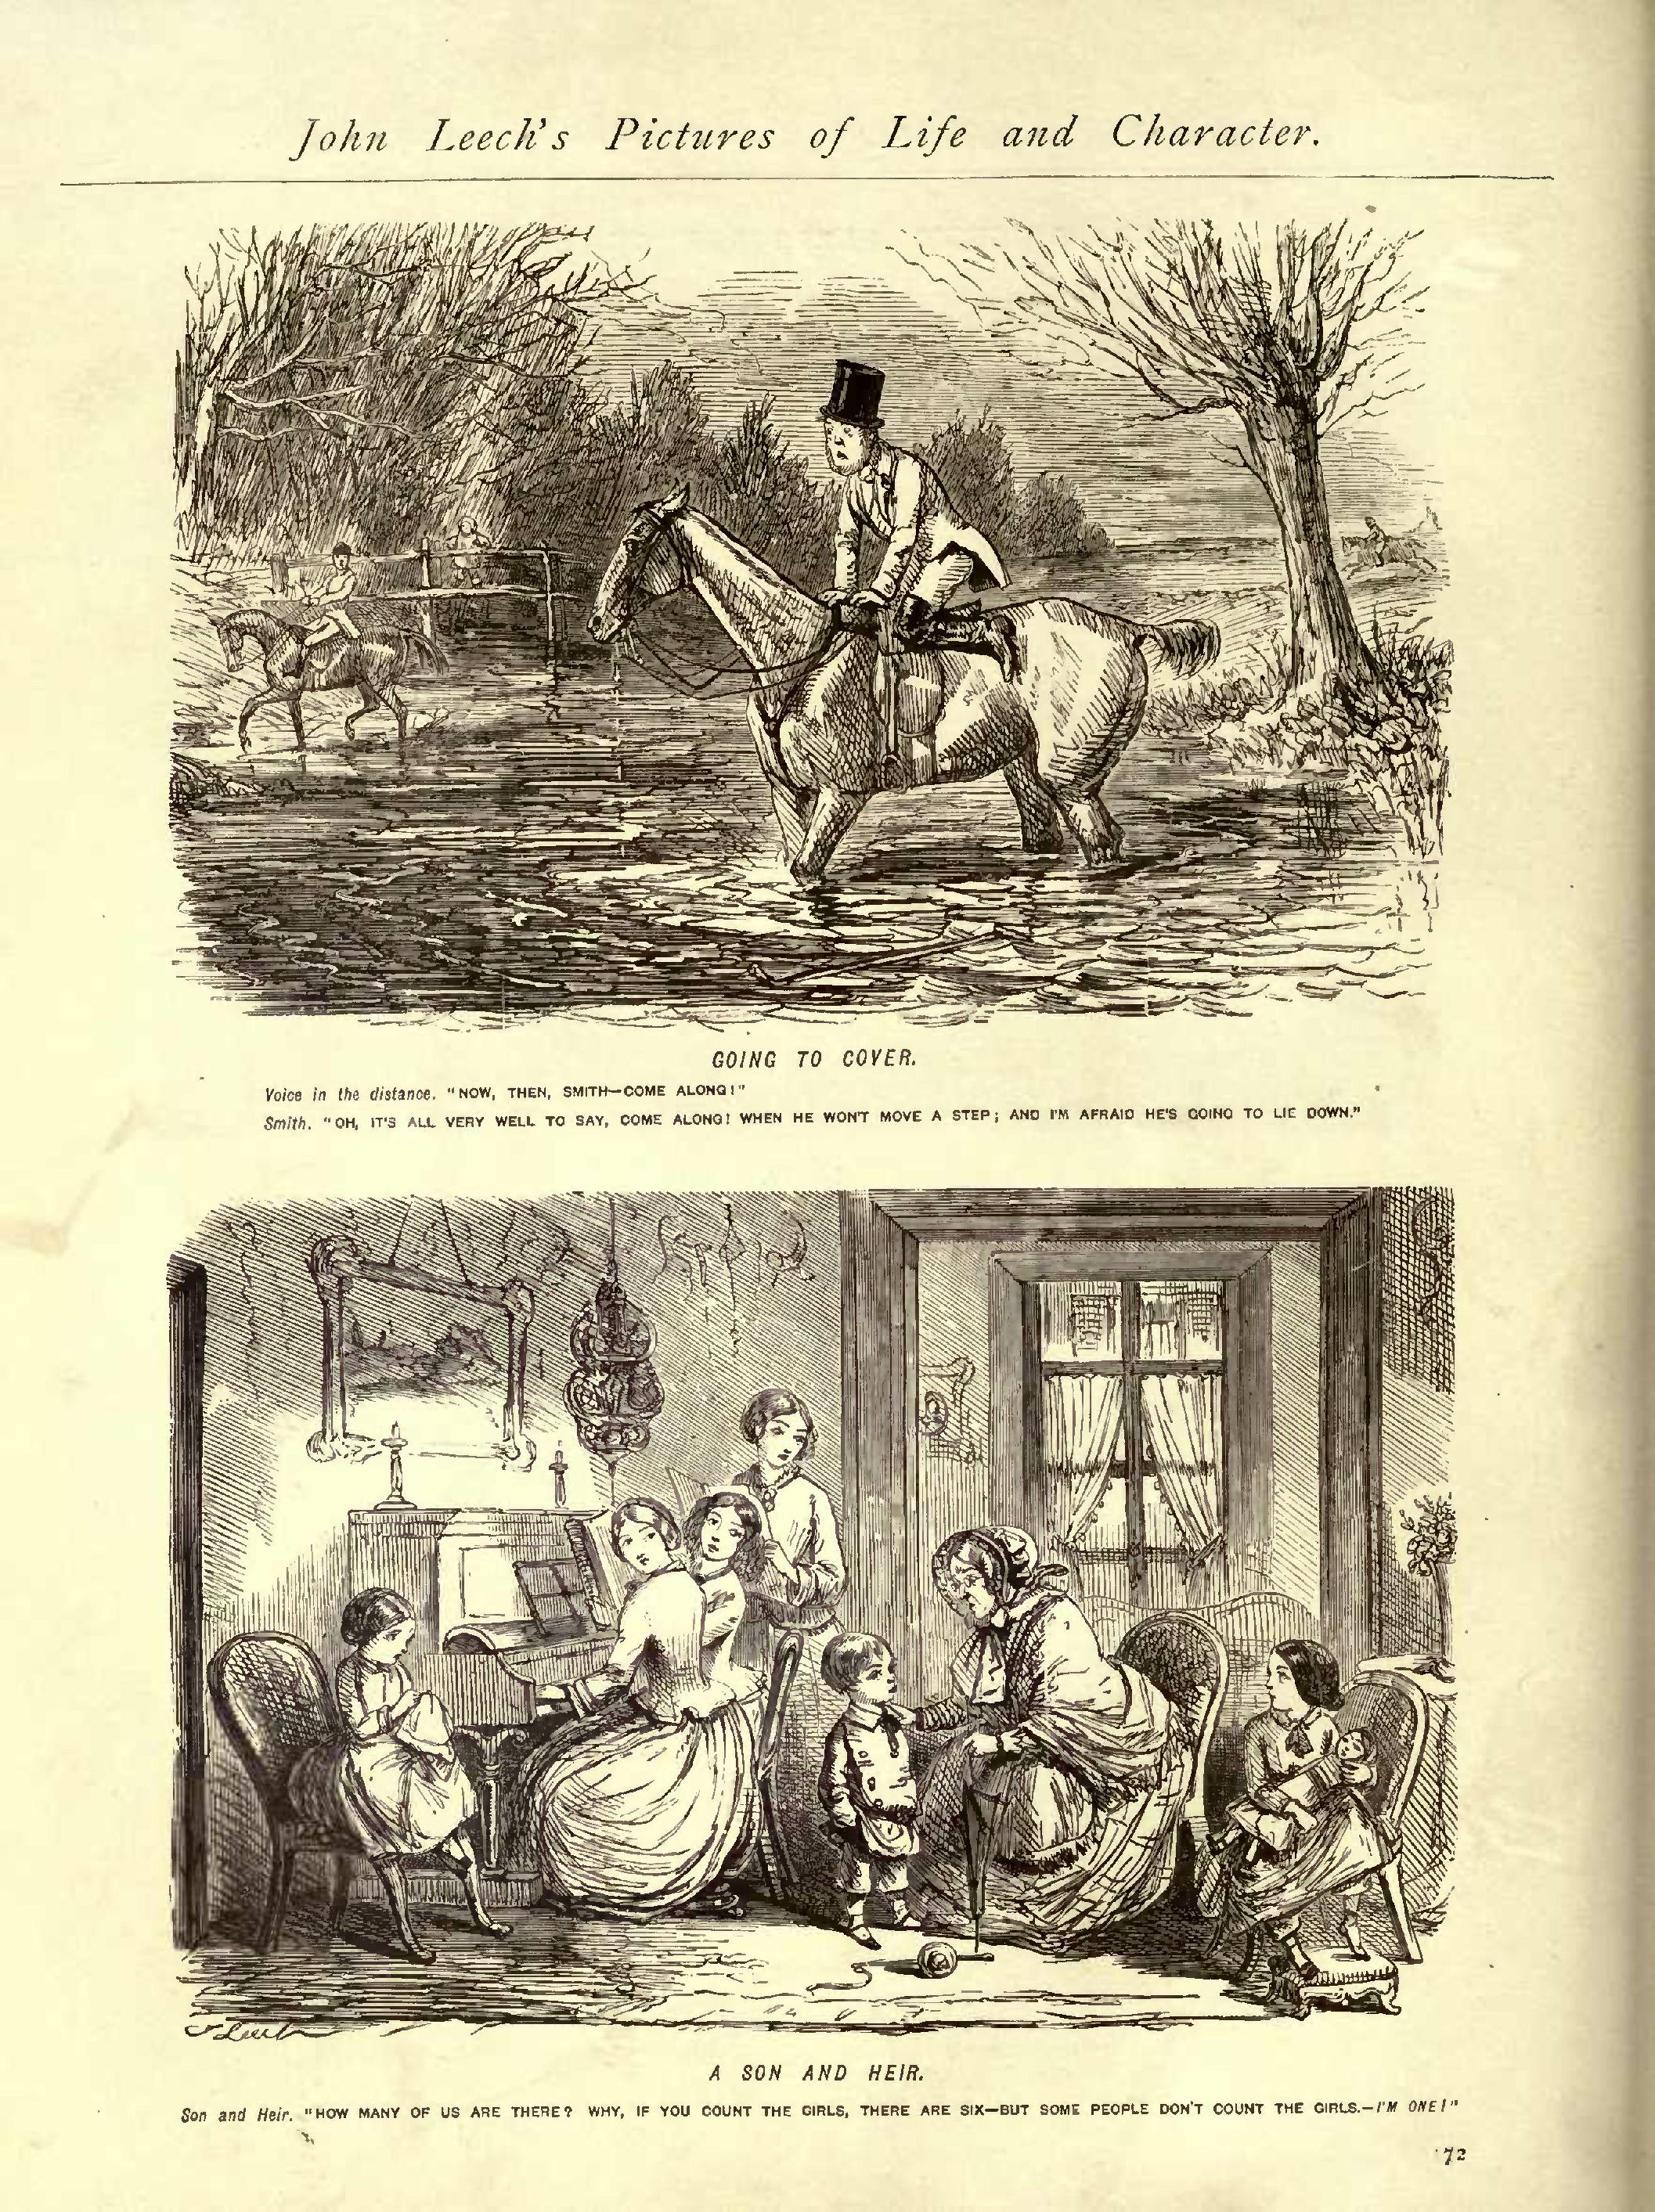 John Leech's Pictures of Life and Character.
GOING TO COVER.
Voice in the distance. "NOW, THEN, SMITH—COME ALONG!"
Smith. "OH, IT'S ALL VERY WELL TO SAY, COME ALONG! WHEN HE WON'T MOVE A STEP; AND I'M AFRAID HE'S GOING TO LIE DOWN."
J. Leech
A SON AND HEIR.
Son and Heir. "HOW MANY OF US ARE THERE? WHY, IF YOU COUNT THE GIRLS, THERE ARE SIX—BUT SOME PEOPLE DON'T COUNT THE GIRLS.—I'M ONE!"
72